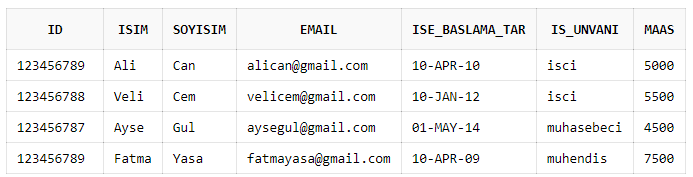 ID ISIM SOYISIM EMAIL ISE_BASLAMA_TAR IS_UNVANI MAAS
123456789 Ali Can alican@gmail.com 10-APR-10 isci 5000
123456788 Veli Cem velicem@gmail.com 10-JAN-12 isci 5500
123456787 Ayse Gul aysegul@gmail.com 01-MAY-14 muhasebeci 4500
123456789 Fatma Yasa fatmayasa@gmail.com 10-APR-09 muhendis 7500